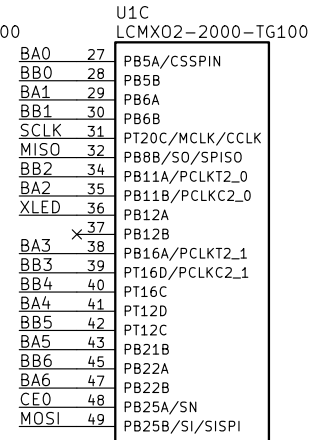 U1C
00 LCMXO2-2000-TG100
BA0 27 PB5A/CSSPIN
BB0 28 PB5B
BA1 29 PB6A
BB1 30 PB6B
SCLK 31 PT20C/MCLK/CCLK
MISO 32 PB8B/SO/SPISO
BB2 34 PB11A/PCLKT2_0
BA2 35 PB11B/PCLKC2_0
XLED 36 PB12A
37 PB12B
BA3 38 PB16A/PCLKT2_1
BB3 39 PT16D/PCLKC2_1
BB4 40 PT16C
BA4 41 PT12D
BB5 42 PT12C
BA5 43 PB21B
BB6 45 PB22A
BA6 47 PB22B
CE0 48 PB25A/SN
MOSI 49 PB25B/SI/SISPI